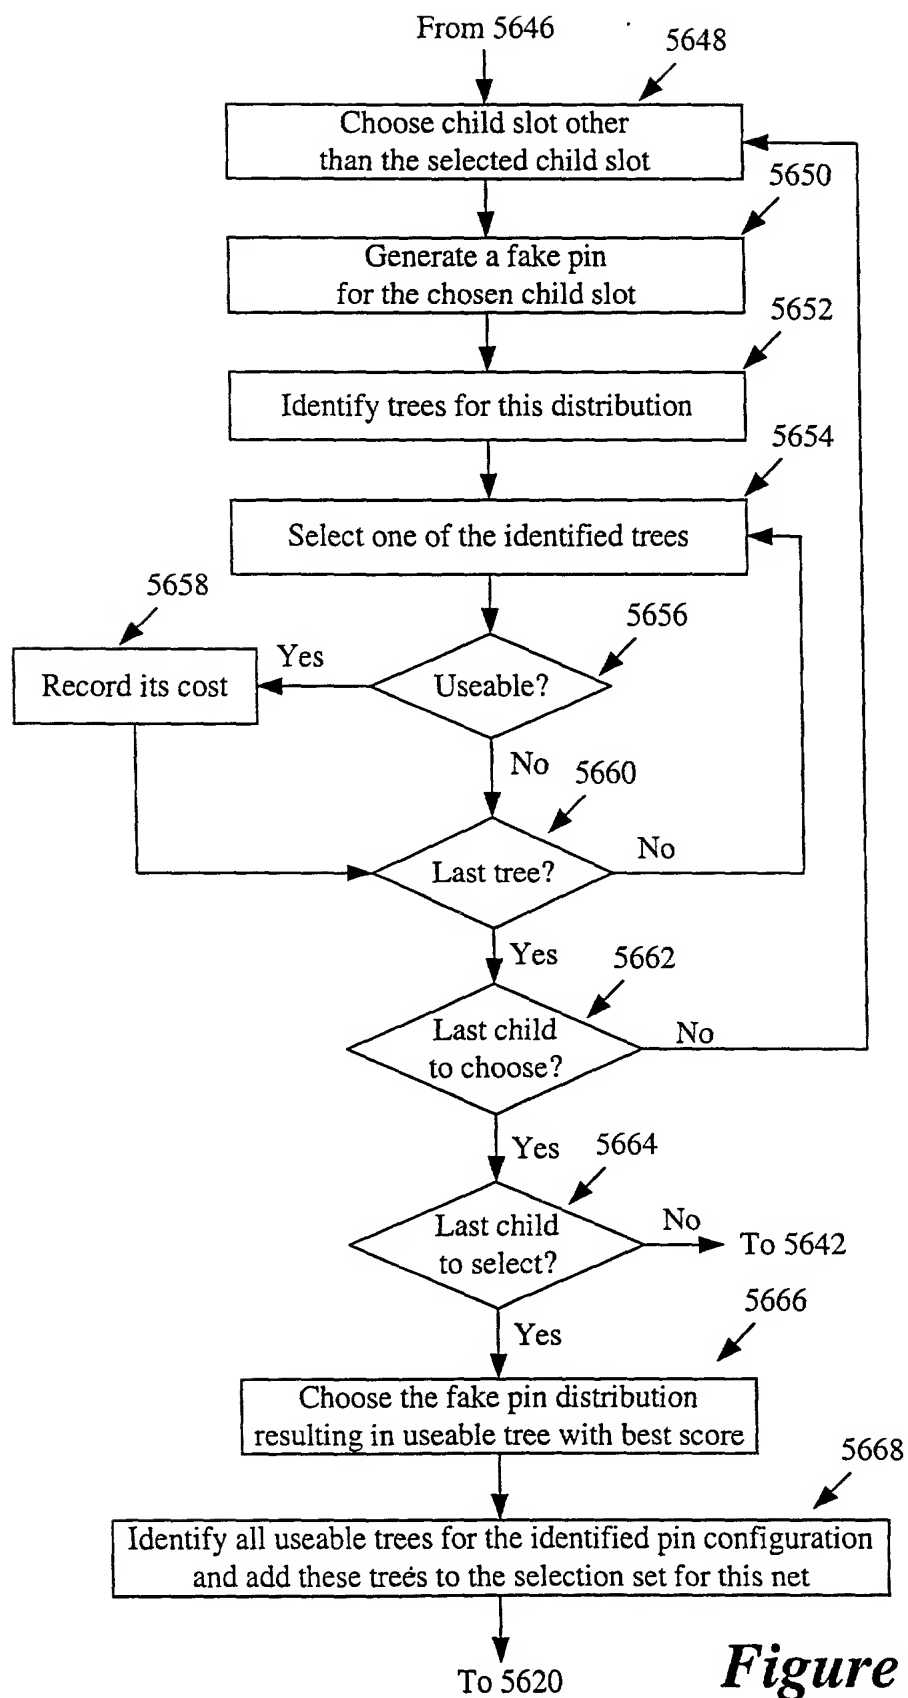 From 5646
5648
Choose child slot other
than the selected child slot
5650
Generate a fake pin
for the chosen child slot
5652
Identify trees for this distribution
5654
Select one of the identified trees
5658
5656
Record its cost
Yes
Useable?
No
5660
Last tree?
No
Yes
5662
Last child
to choose?
No
Yes
5664
Last child
to select?
No
To 5642
5666
Yes
Choose the fake pin distribution
resulting in useable tree with best score
5668
Identify all useable trees for the identified pin configuration
and add these trees to the selection set for this net
To 5620
Figure